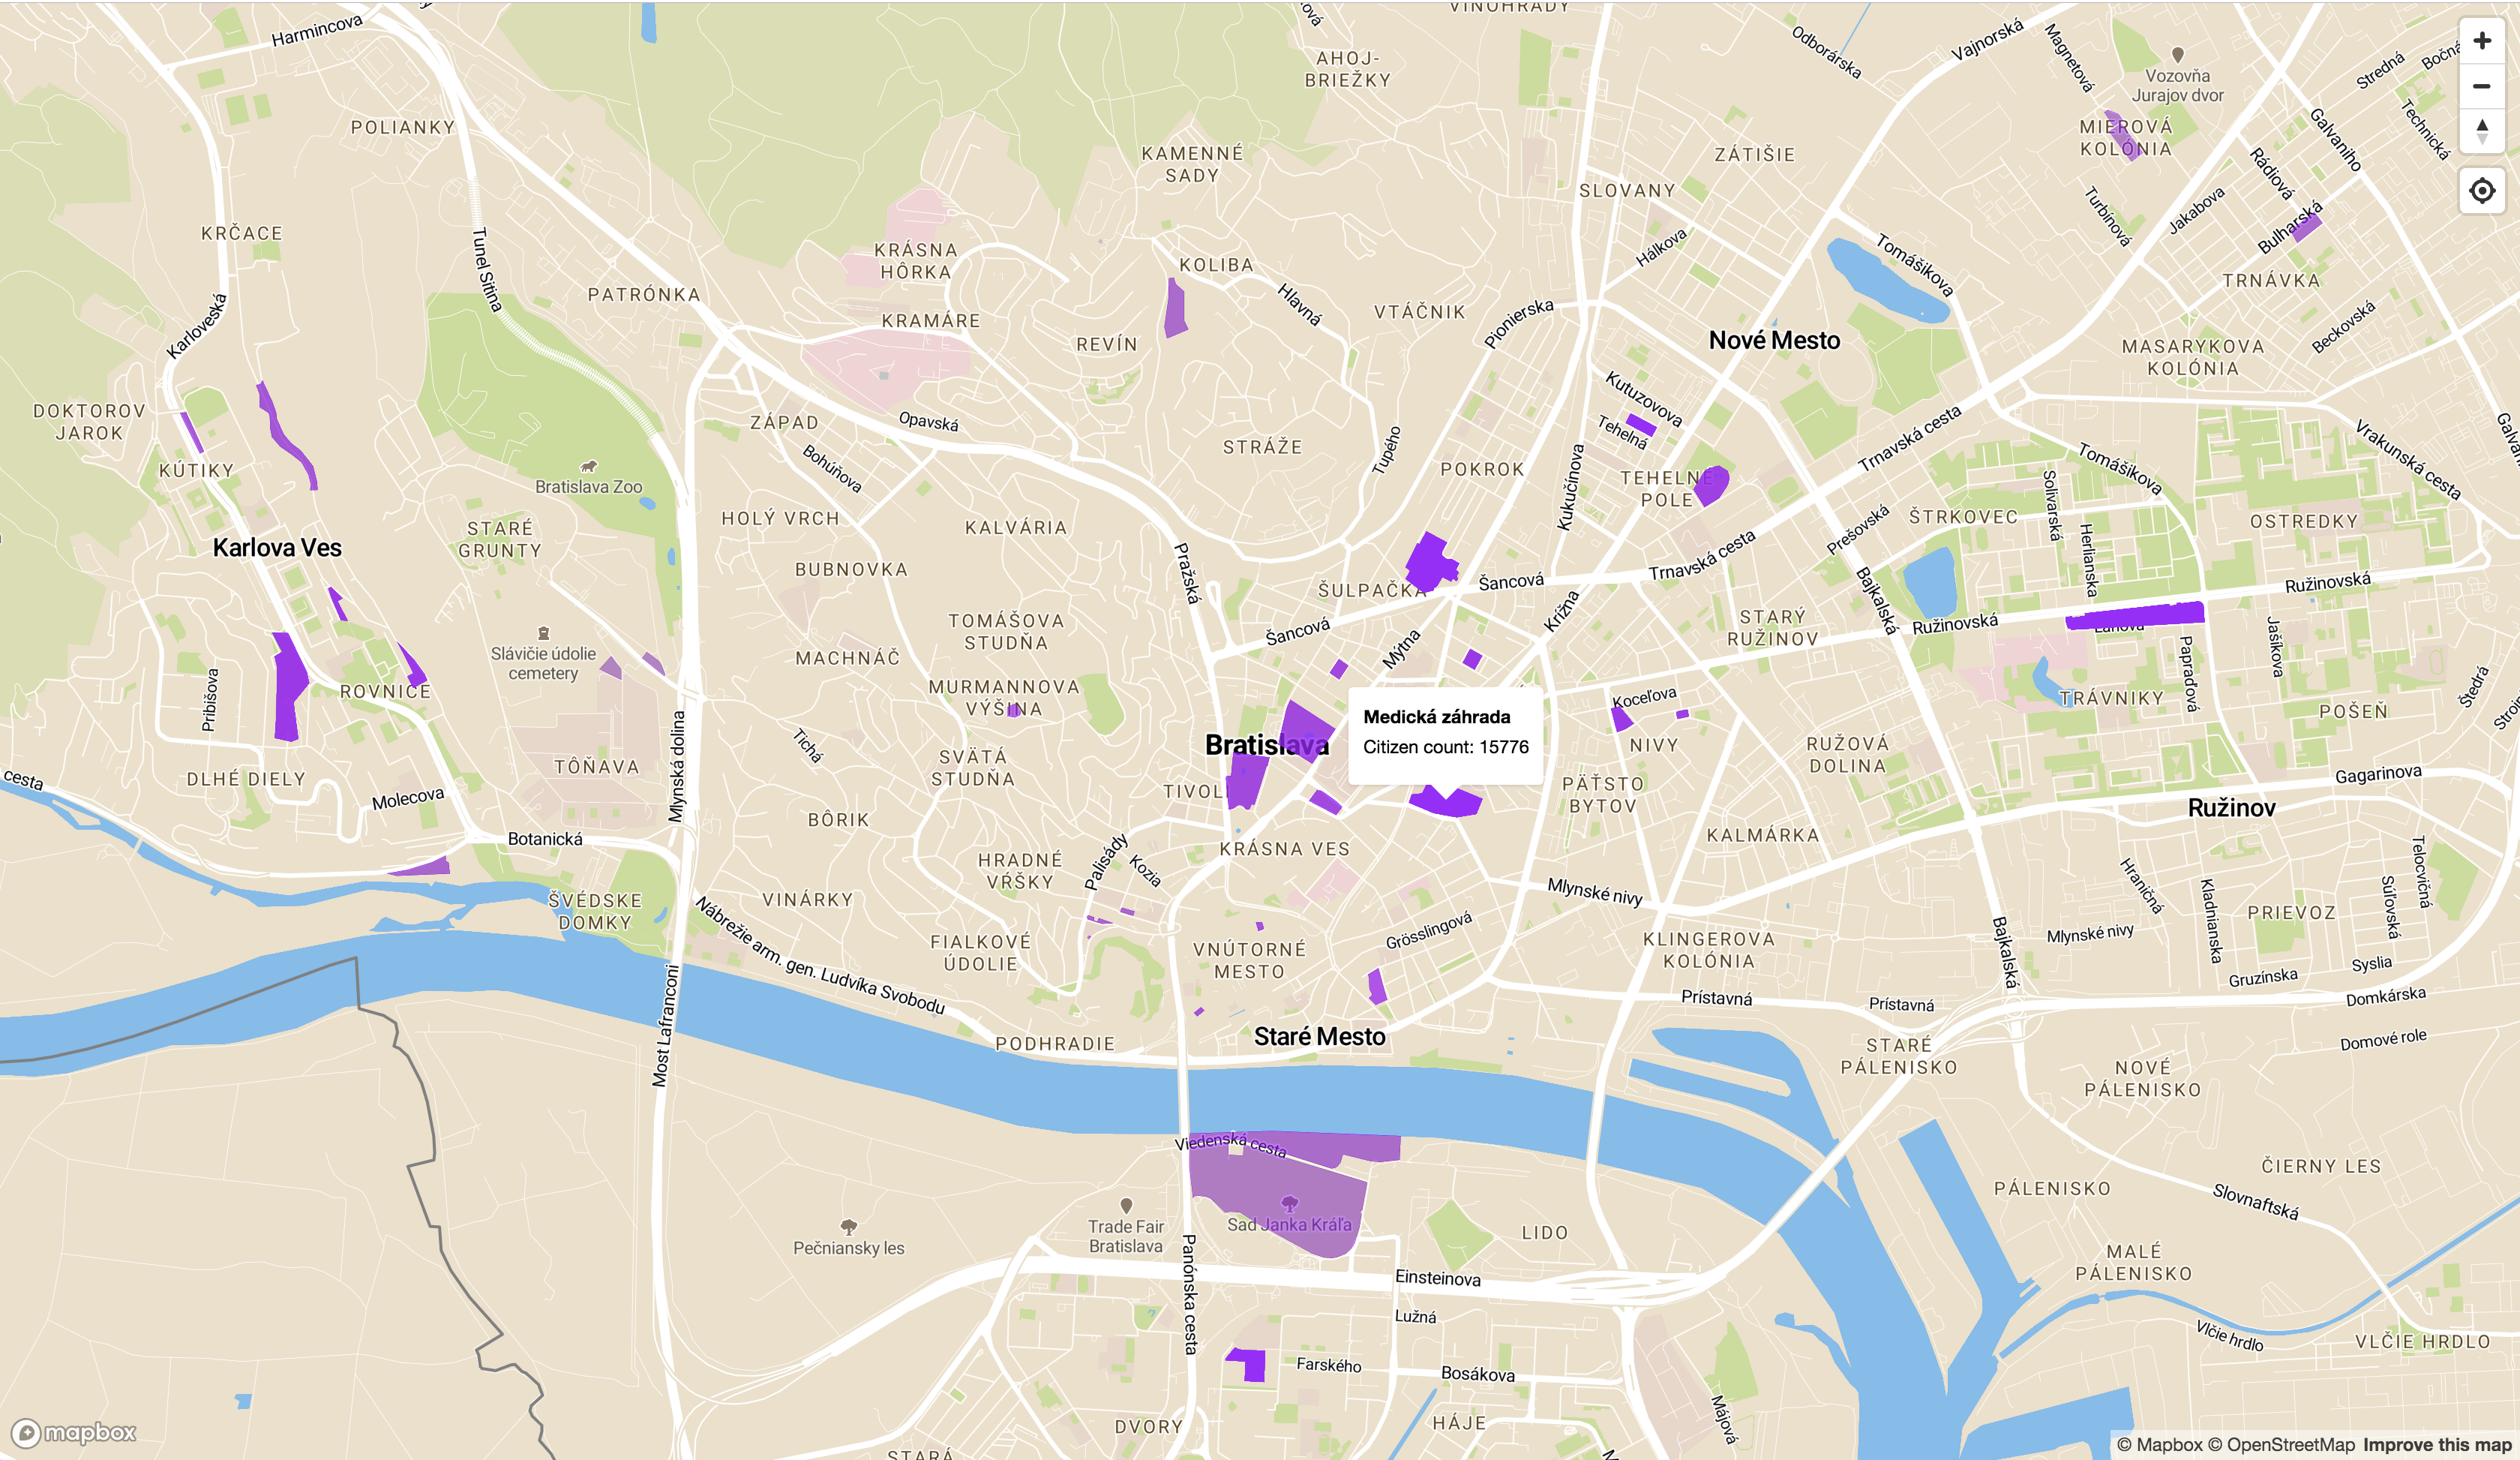 VINOHRADY
Harmincova
AHOJ-
BRIEŽKY
Odborárska
Vajnorská
Magnetová
Vozovňa
Jurajov dvor
Stredná
Bočná
Technická
Galvaniho
POLIANKY
KAMENNÉ
SADY
ZÁTIŠIE
MIEROVÁ
KOLÓNIA
SLOVANY
Rádiová
Jakabova
Turbínová
Bulharská
KRČACE
Tunel Sitina
KRÁSNA
HÔRKA
KOLIBA
Hálkova
Tomášikova
TRNÁVKA
PATRÓNKA
Hlavná
VTÁČNIK
Pionierska
Karloveská
KRAMÁRE
REVÍN
Nové Mesto
Beckovská
MASARYKOVA
KOLÓNIA
DOKTOROV
JAROK
ZÁPAD
Opavská
Kutuzovova
Tehelná
Trnavská cesta
Vrakunská cesta
KÚTIKY
Bohúňova
STRÁŽE
Tupého
POKROK
Kukučínova
TEHELNÉ
POLE
Tomášikova
Bratislava Zoo
Solivarská
HOLÝ VRCH
KALVÁRIA
Prešovská
ŠTRKOVEC
OSTREDKY
STARÉ
GRUNTY
Karlova Ves
Pražská
Trnavská cesta
Herlianska
BUBNOVKA
ŠULPAČKA
Šancová
Bajkalská
Ružinovská
TOMÁŠOVA
STUDŇA
Šancová
Krížna
STARÝ
RUŽINOV
Ružinovská
Slávičie údolie
cemetery
MACHNÁČ
Mýtna
Papraďová
Jašíkova
ROVNICE
Pribišova
MURMANNOVA
VÝŠINA
Koceľova
TRÁVNIKY
Štedrá
POŠEŇ
Medická záhrada
Citizen count: 15776
Bratislava
NIVY
Tichá
RUŽOVÁ
DOLINA
TÔŇAVA
Mlynská dolina
SVÄTÁ
STUDŇA
cesta
DLHÉ DIELY
TIVOLI
PÄŤSTO
BYTOV
Gagarinova
Molecova
Ružinov
BÔRIK
Botanická
KALMÁRKA
KRÁSNA VES
Palisády
Kozia
HRADNÉ
VŔŠKY
Telocvičná
Mlynské nivy
Hraničná
Kladnianska
Súľovská
ŠVÉDSKE
DOMKY
VINÁRKY
PRIEVOZ
Nábrežie arm. gen. Ludvíka Svobodu
FIALKOVÉ
ÚDOLIE
VNÚTORNÉ
MESTO
Grösslingová
KLINGEROVA
KOLÓNIA
Bajkalská
Mlynské nivy
Syslia
Gruzínska
Domkárska
Prístavná
Prístavná
Most Lafranconi
Staré Mesto
PODHRADIE
STARÉ
PÁLENISKO
Domové role
NOVÉ
PÁLENISKO
Viedenská cesta
ČIERNY LES
PÁLENISKO
Slovnaftská
Sad Janka Kráľa
Trade Fair
Bratislava
Pečniansky les
LIDO
Panónska cesta
MALÉ
PÁLENISKO
Einsteinova
Lužná
Vlčie hrdlo
VLČIE HRDLO
Farského
Bosákova
Májová
HÁJE
DVORY
STARÁ
mapbox
© Mapbox © OpenStreetMap Improve this map